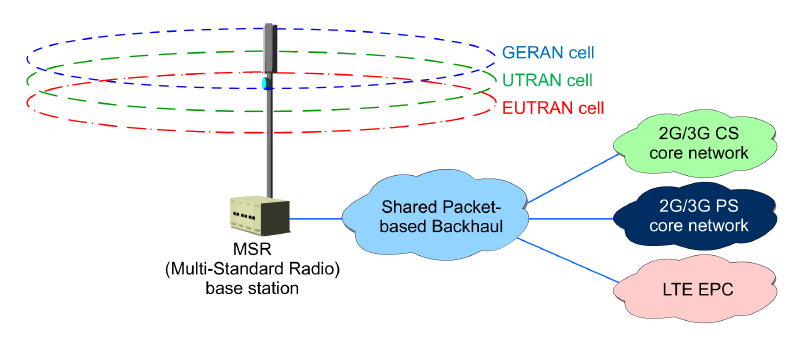 GERAN cell
UTRAN cell
EUTRAN cell
2G/3G CS
core network
Shared Packet-
based Backhaul
2G/3G PS
core network
MSR
(Multi-Standard Radio)
base station
LTE EPC